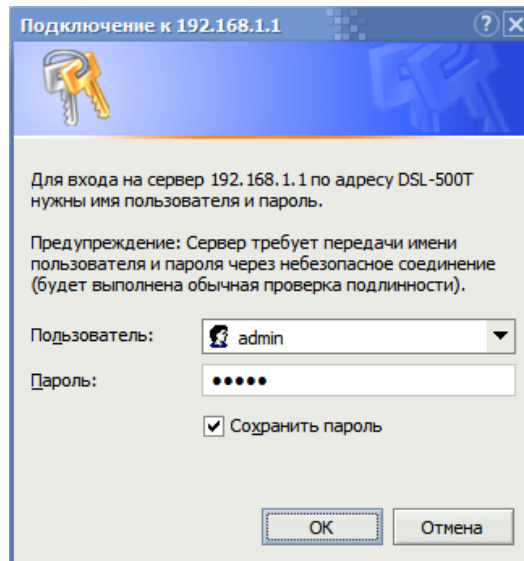 Подключение к 192.168.1.1
Для входа на сервер 192.168.1.1 по адресу DSL-500T
нужны имя пользователя и пароль.
Предупреждение: Сервер требует передачи имени
пользователя и пароля через небезопасное соединение
(будет выполнена обычная проверка подлинности).
Пользователь:
admin
Пароль:
•••••
Сохранить пароль
ОК
Отмена